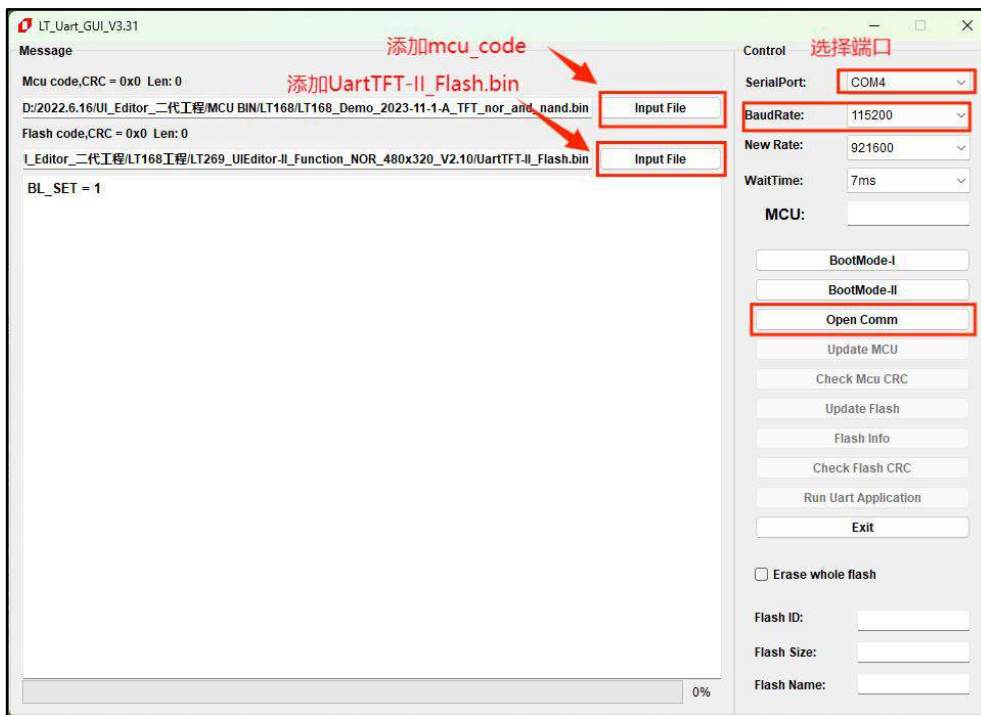 LT_Uart_GUI_V3.31
Message
添加mcu_code
Mcu code,CRC = 0x0 Len: 0
添加UartTFT-II_Flash.bin
D:/2022.6.16/UI_Editor_二代工程/MCU BIN/LT168/LT168_Demo_2023-11-1-A_TFT_nor_and_nand.bin
Input File
Flash code,CRC = 0x0 Len: 0
I_Editor_二代工程/LT168工程/LT269_UIEditor-II_Function_NOR_480x320_V2.10/UartTFT-II_Flash.bin
Input File
BL_SET = 1
0%
Control
选择端口
SerialPort: COM4
BaudRate: 115200
New Rate: 921600
WaitTime: 7ms
MCU:
BootMode-I
BootMode-II
Open Comm
Update MCU
Check Mcu CRC
Update Flash
Flash Info
Check Flash CRC
Run Uart Application
Exit
Erase whole flash
Flash ID:
Flash Size:
Flash Name: